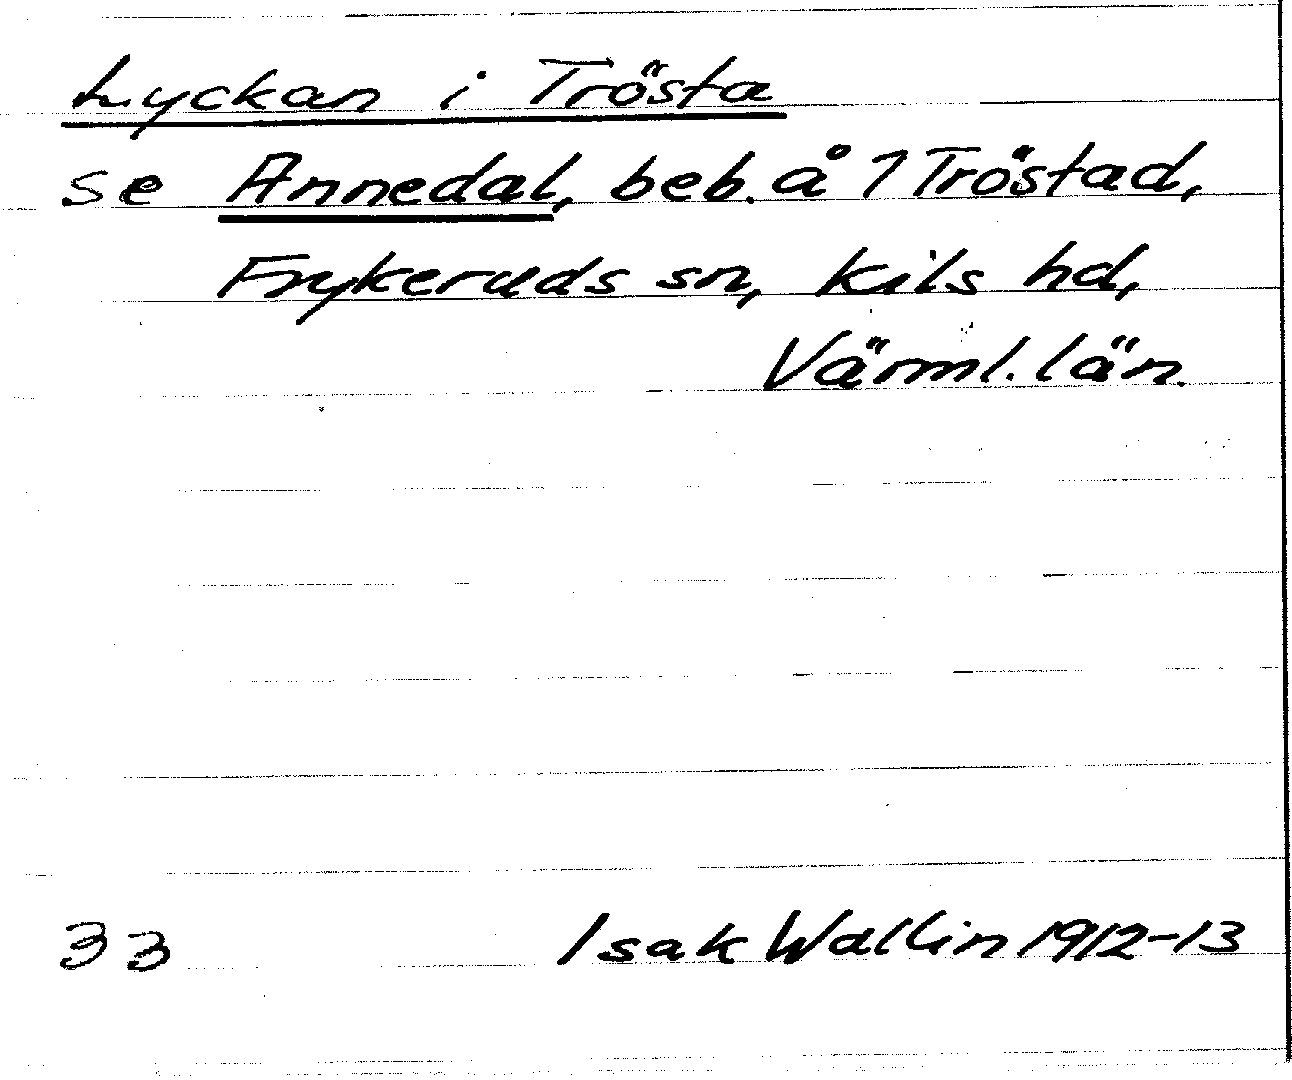 Lyckan i Trösta
se Annedal, beb. å 1 Tröstad,
Frykeruds sn, Kils hd,
Värml. län.
33 Isak Wallin 1912-13